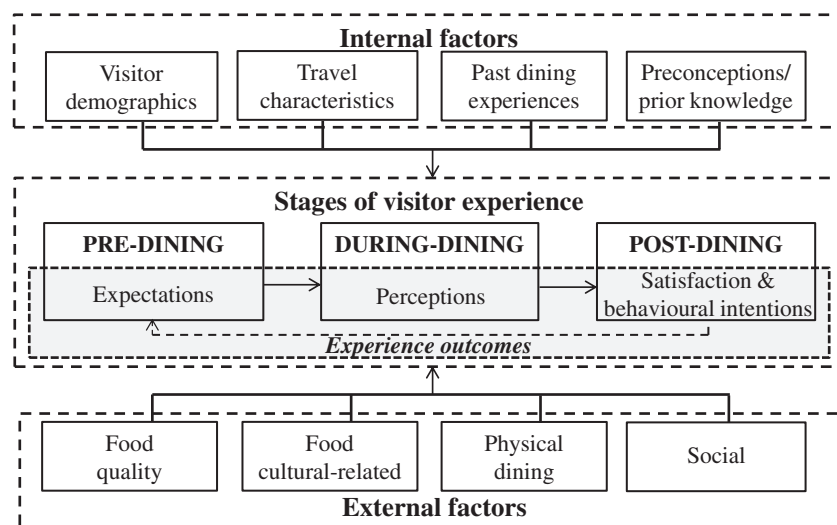 Internal factors
Visitor
demographics
Travel
characteristics
Past dining
experiences
Preconceptions/
prior knowledge
Stages of visitor experience
PRE-DINING
Expectations
DURING-DINING
Perceptions
POST-DINING
Satisfaction &
behavioural intentions
Experience outcomes
Food
quality
Food
cultural-related
Physical
dining
Social
External factors